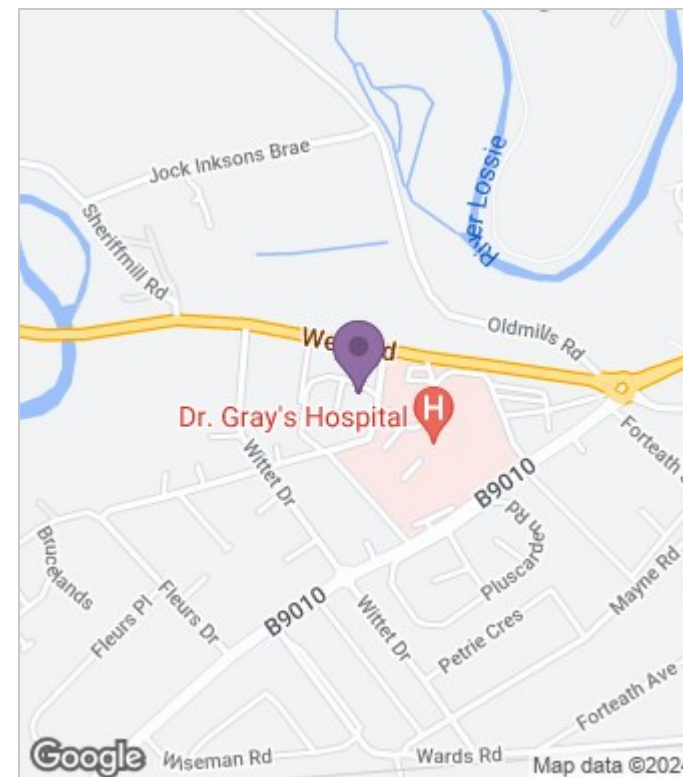 Jock Inksons Brae
Sheriffmill Rd
River Lossie
Oldmills Rd
Dr. Gray's Hospital
H
Wittet Dr
Forteath
B9010
Pluscarden Rd
Brucelands
Fleurs Pl
Fleurs Dr
Mayne Rd
B9010
Wittet Dr
Petrie Cres
Forteath Ave
Google
Wiseman Rd
Wards Rd
Map data ©2024